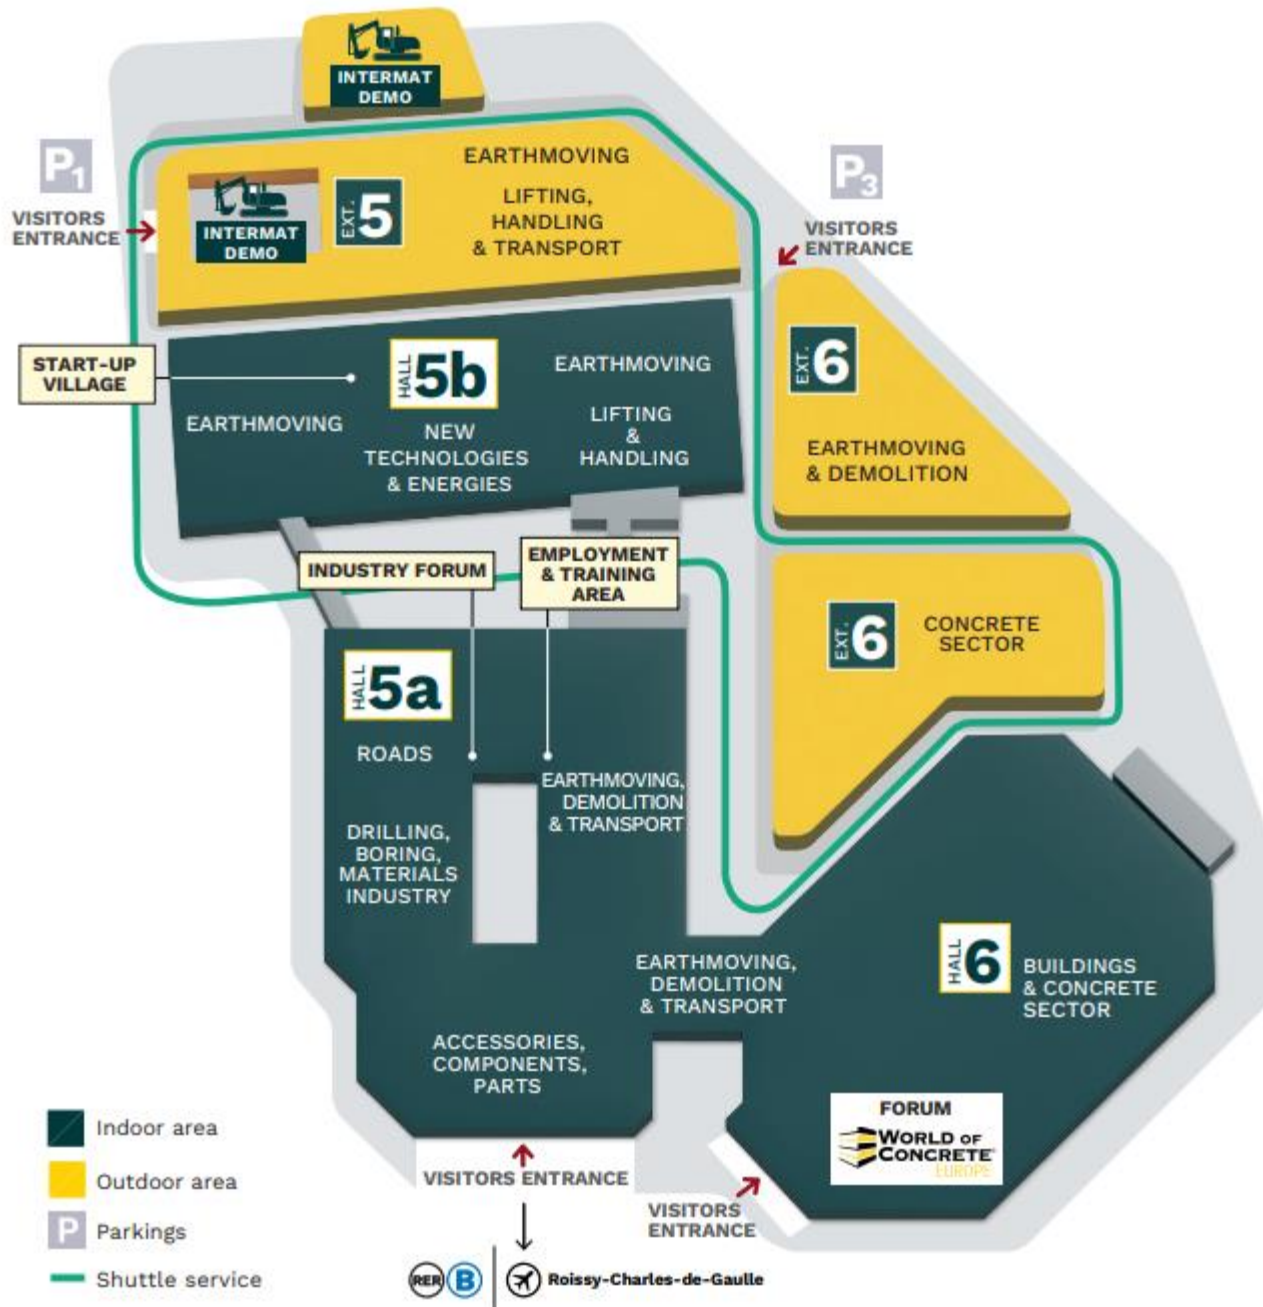 INTERMAT
DEMO
P1
VISITORS
ENTRANCE
INTERMAT
DEMO
EXT.
5
EARTHMOVING
LIFTING,
HANDLING
& TRANSPORT
P3
VISITORS
ENTRANCE
START-UP
VILLAGE
EARTHMOVING
HALL
5b
NEW
TECHNOLOGIES
& ENERGIES
EARTHMOVING
LIFTING
&
HANDLING
EXT.
6
EARTHMOVING
& DEMOLITION
INDUSTRY FORUM
EMPLOYMENT
& TRAINING
AREA
EXT.
6
CONCRETE
SECTOR
HALL
5a
ROADS
DRILLING,
BORING,
MATERIALS
INDUSTRY
EARTHMOVING,
DEMOLITION
& TRANSPORT
EARTHMOVING,
DEMOLITION
& TRANSPORT
HALL
6
BUILDINGS
& CONCRETE
SECTOR
ACCESSORIES,
COMPONENTS,
PARTS
FORUM
WORLD OF
CONCRETE
EUROPE
VISITORS ENTRANCE
VISITORS
ENTRANCE
Indoor area
Outdoor area
P Parkings
Shuttle service
RER B
Roissy-Charles-de-Gaulle